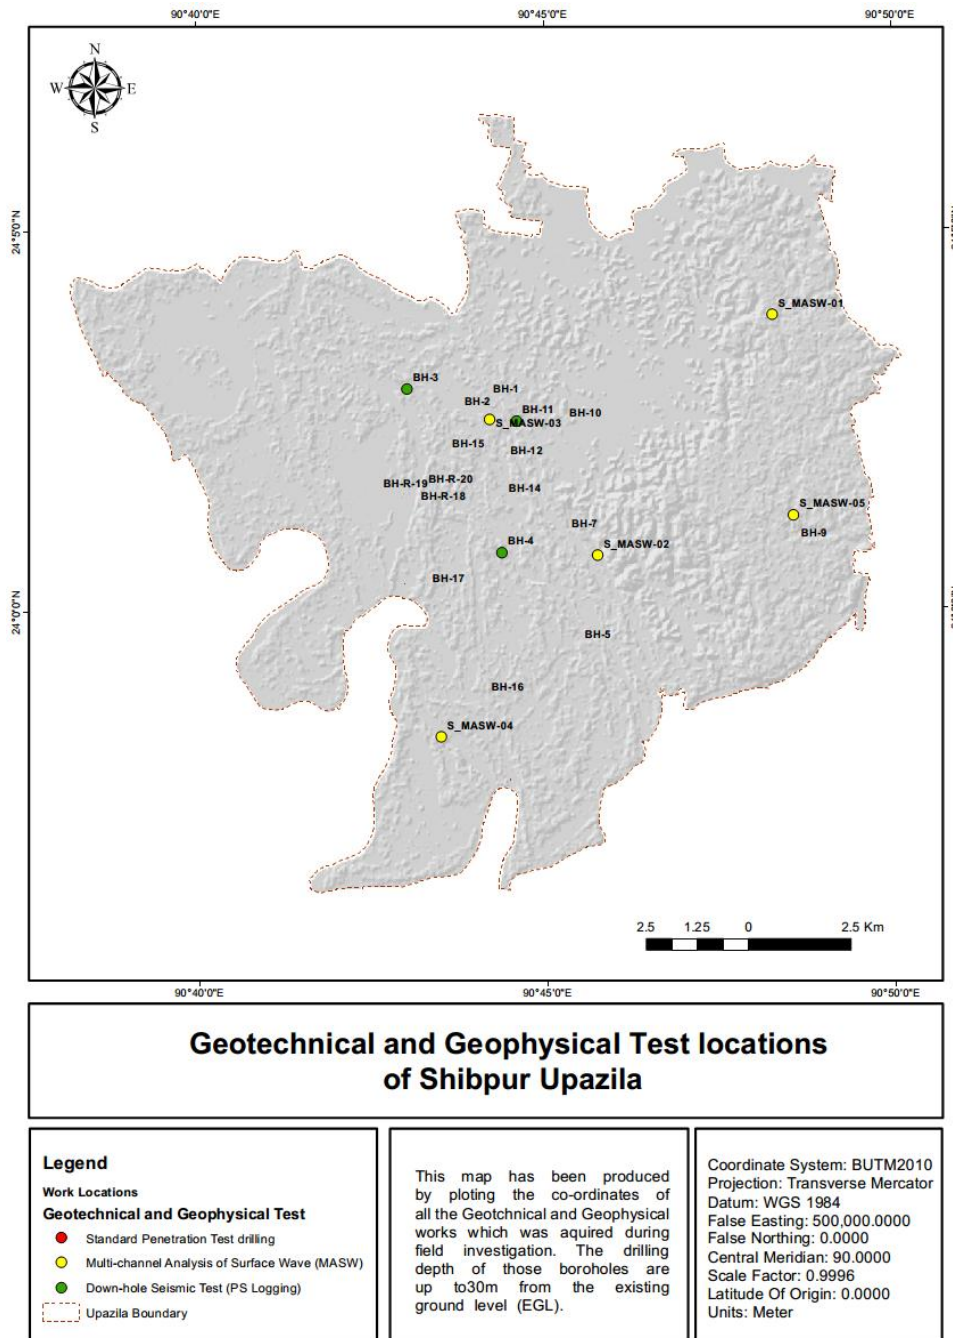 90°40'0"E 90°45'0"E 90°50'0"E
N
W E
S
24°5'0"N
S_MASW-01
BH-3
BH-1
BH-2
BH-11
BH-10
S_MASW-03
BH-15
BH-12
BH-R-20
BH-R-19
BH-14
BH-R-18
S_MASW-05
BH-7
BH-9
BH-4
S_MASW-02
BH-17
24°0'0"N
BH-5
BH-16
S_MASW-04
2.5 1.25 0 2.5 Km
90°40'0"E 90°45'0"E 90°50'0"E
Geotechnical and Geophysical Test locations
of Shibpur Upazila
Legend
Work Locations
Geotechnical and Geophysical Test
Standard Penetration Test drilling
Multi-channel Analysis of Surface Wave (MASW)
Down-hole Seismic Test (PS Logging)
Upazila Boundary
This map has been produced
by ploting the co-ordinates of
all the Geotchnical and Geophysical
works which was aquired during
field investigation. The drilling
depth of those boroholes are
up to30m from the existing
ground level (EGL).
Coordinate System: BUTM2010
Projection: Transverse Mercator
Datum: WGS 1984
False Easting: 500,000.0000
False Northing: 0.0000
Central Meridian: 90.0000
Scale Factor: 0.9996
Latitude Of Origin: 0.0000
Units: Meter